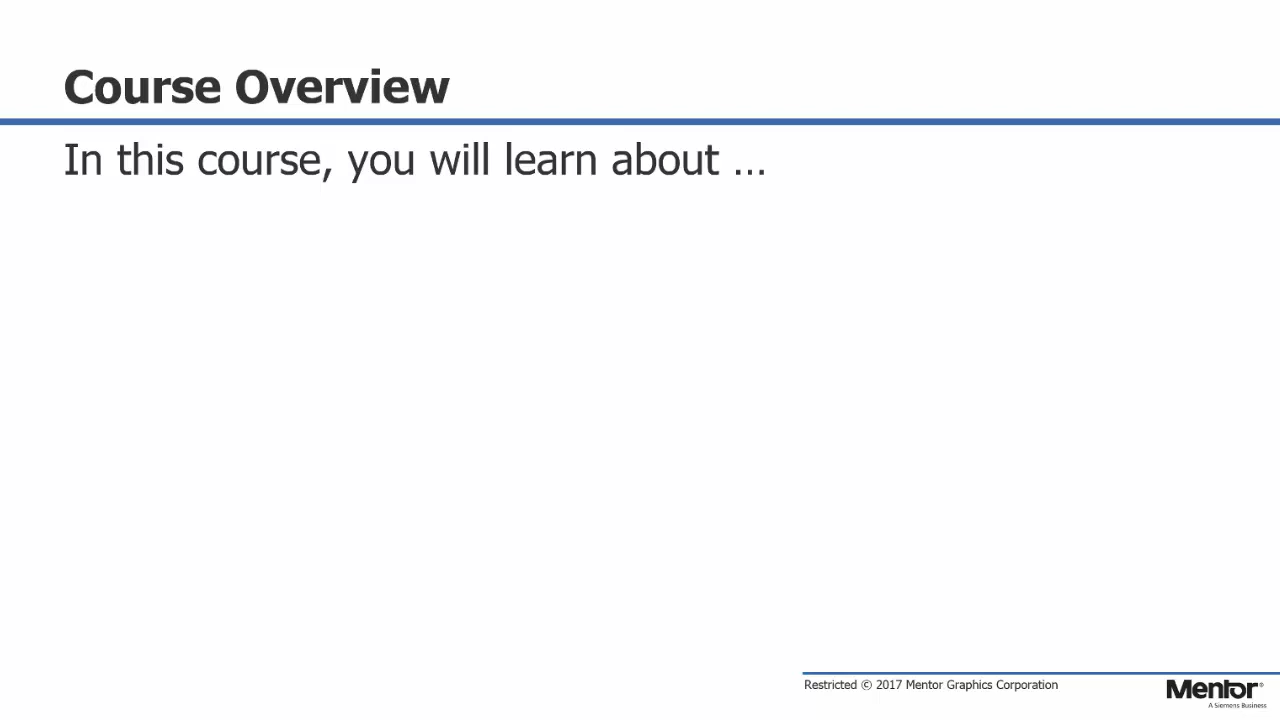 Course Overview
In this course, you will learn about ...
Restricted © 2017 Mentor Graphics Corporation
Mentor®
A Siemens Business